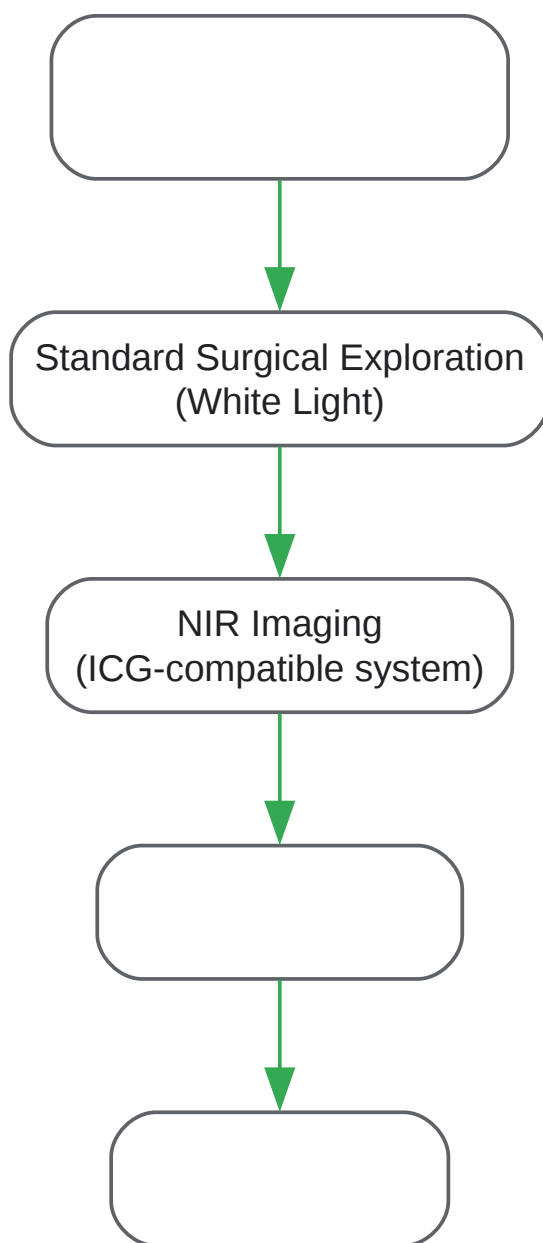 Standard Surgical Exploration
(White Light)
NIR Imaging
(ICG-compatible system)